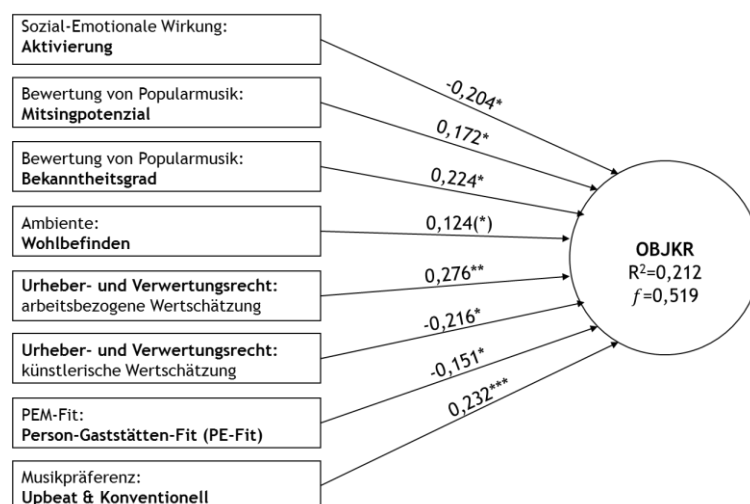 Sozial-Emotionale Wirkung:
Aktivierung
Bewertung von Popularmusik:
Mitsingpotenzial
Bewertung von Popularmusik:
Bekanntheitsgrad
Ambiente:
Wohlbefinden
Urheber- und Verwertungsrecht:
arbeitsbezogene Wertschätzung
Urheber- und Verwertungsrecht:
künstlerische Wertschätzung
PEM-Fit:
Person-Gaststätten-Fit (PE-Fit)
Musikpräferenz:
Upbeat & Konventionell
-0,204*
0,172*
0,224*
0,124(*)
0,276**
-0,216*
-0,151*
0,232***
OBJKR
R²=0,212
f=0,519